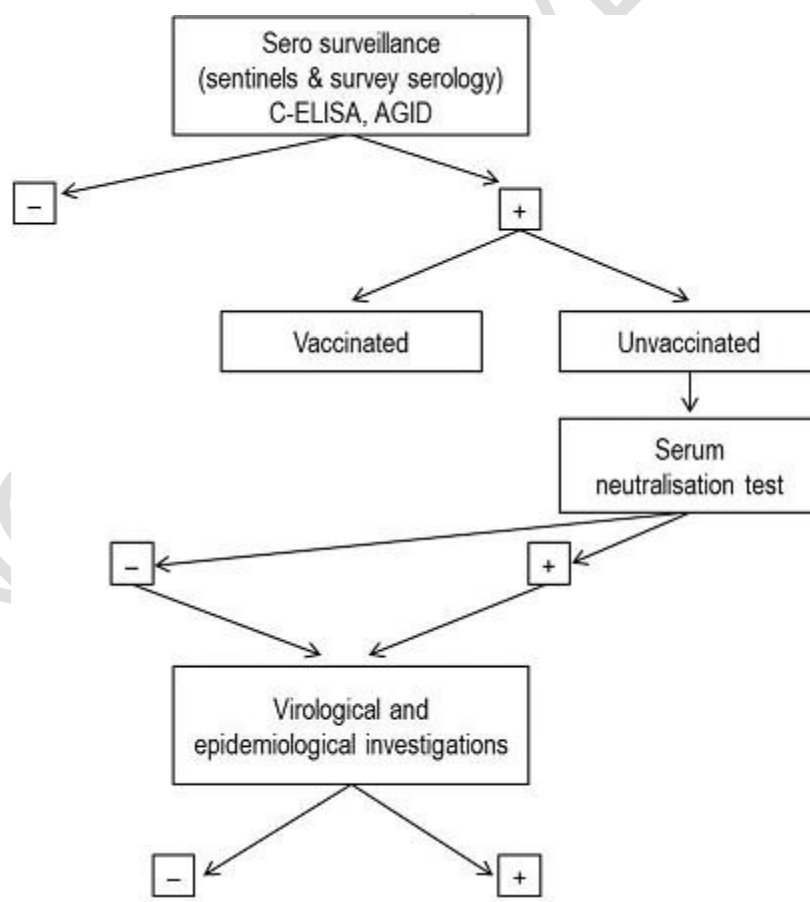 Sero surveillance
(sentinels & survey serology)
C-ELISA, AGID
–
+
Vaccinated
Unvaccinated
Serum
neutralisation test
–
+
Virological and
epidemiological investigations
–
+